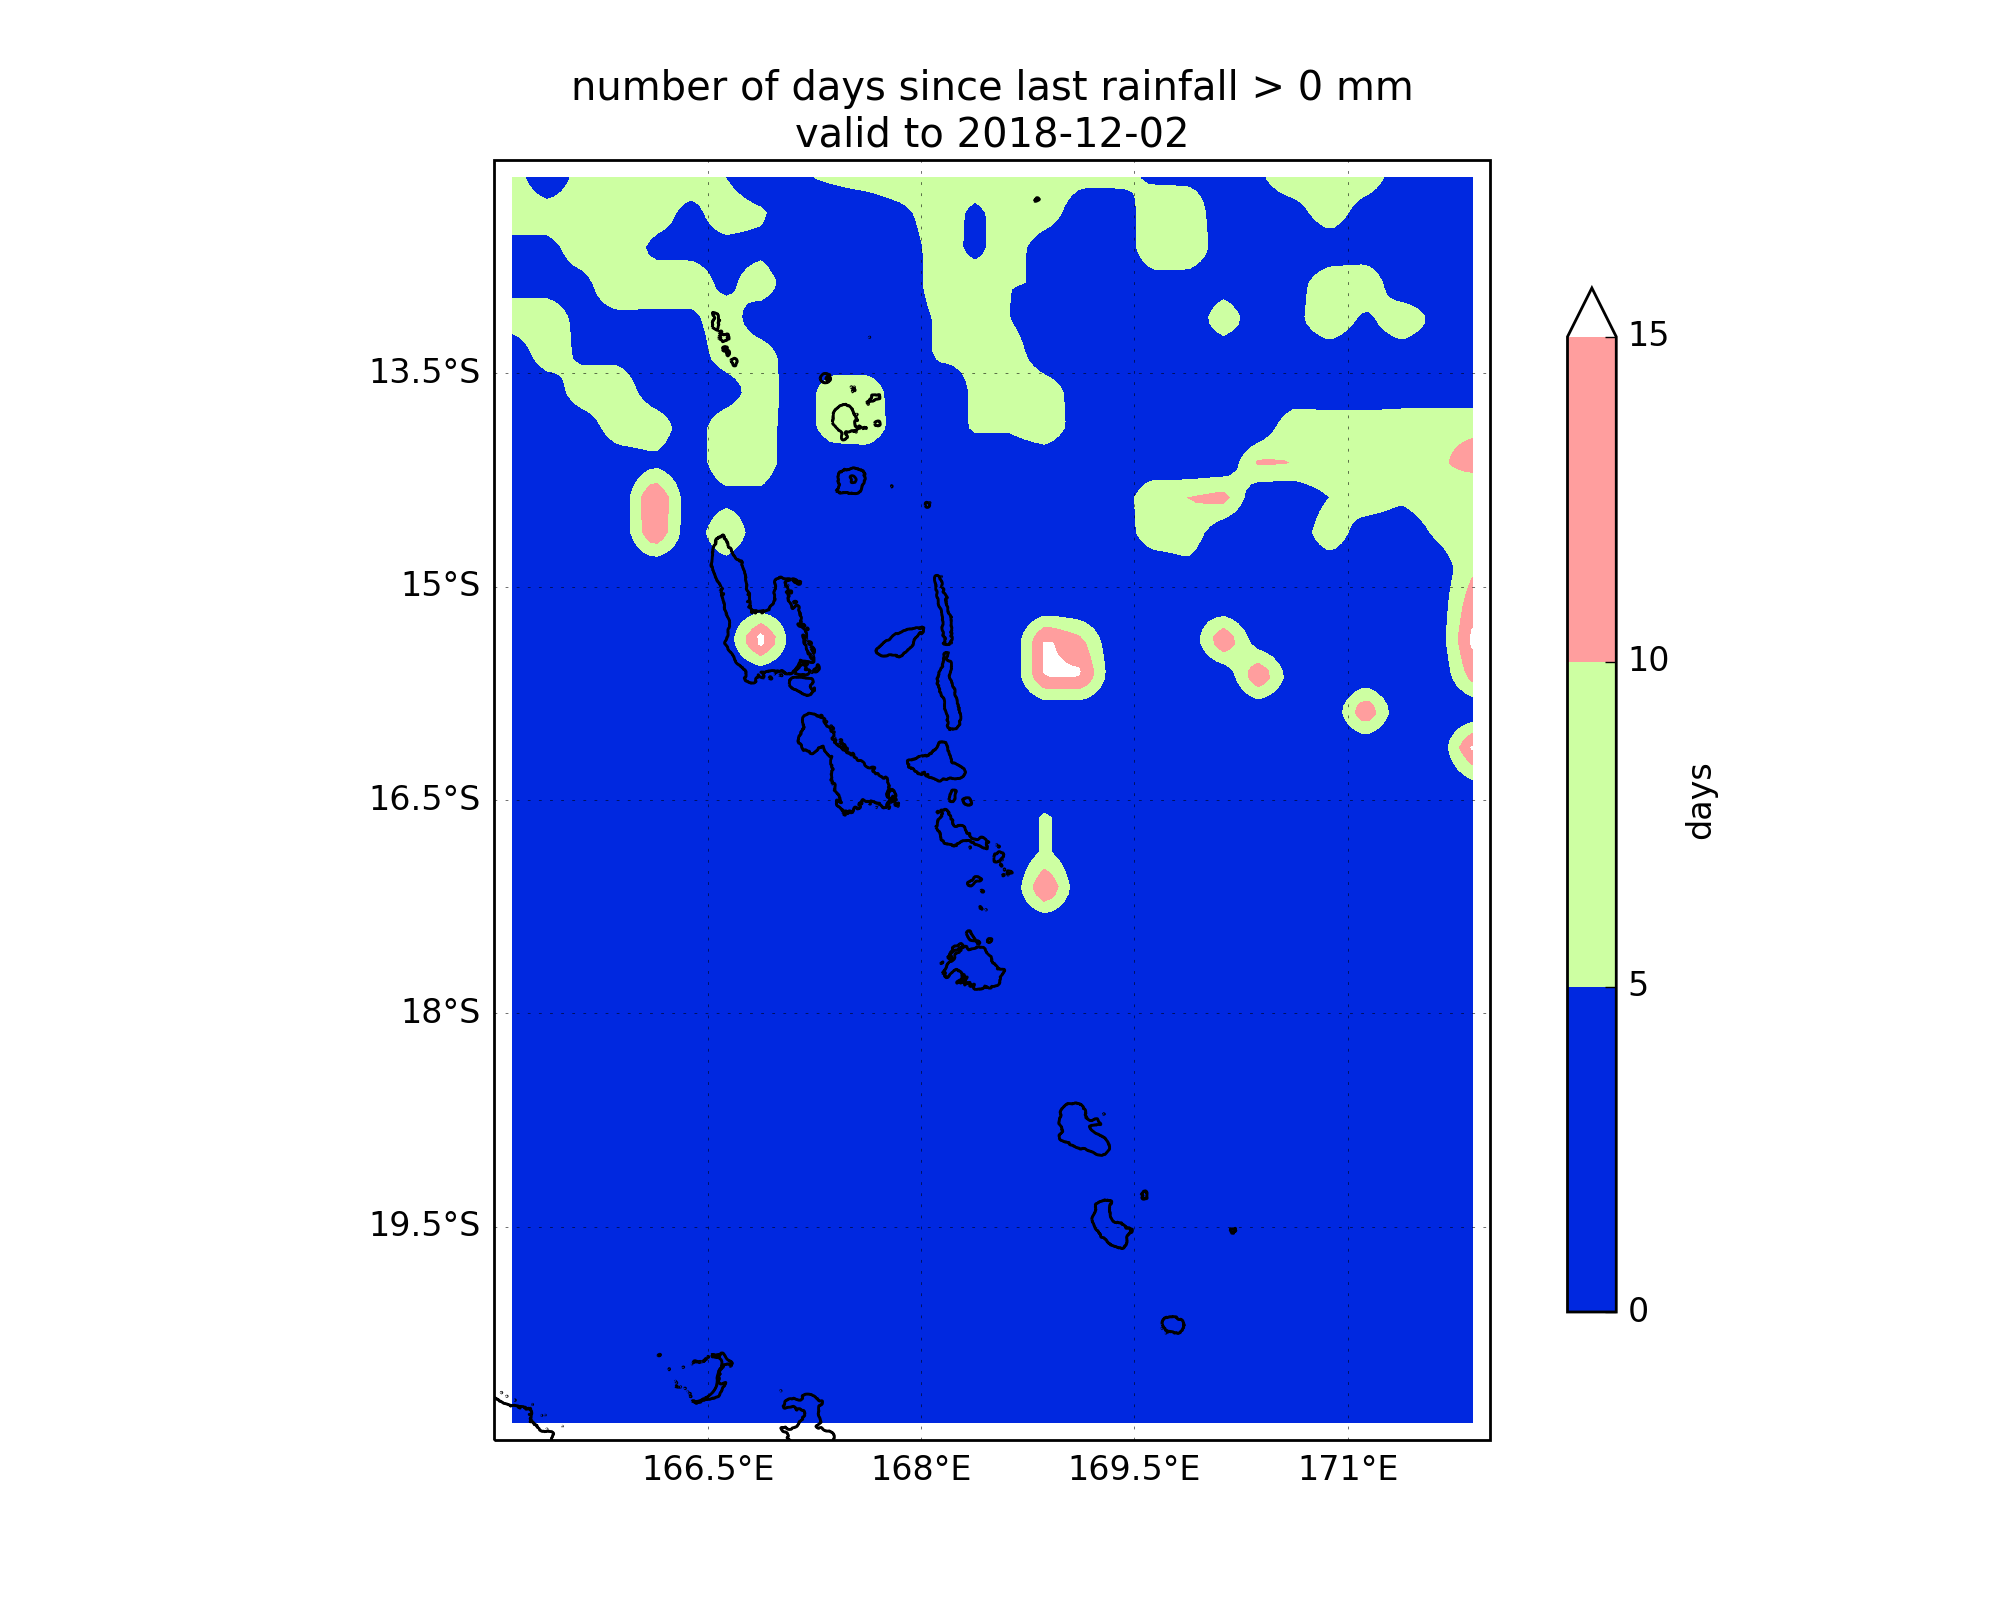 number of days since last rainfall > 0 mm
valid to 2018-12-02
13.5°S
15°S
16.5°S
18°S
19.5°S
166.5°E
168°E
169.5°E
171°E
15
10
5
0
days